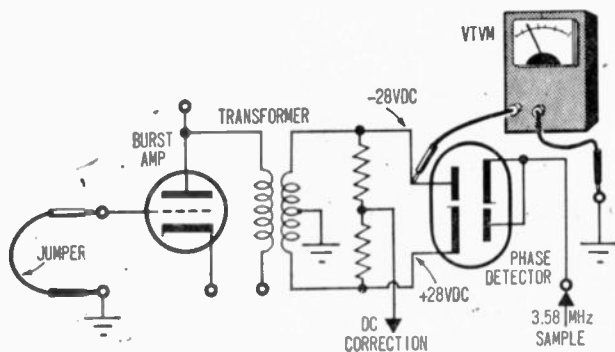 VTVM
-28VDC
TRANSFORMER
BURST
AMP
JUMPER
PHASE
DETECTOR
+28VDC
DC
CORRECTION
3.58 MHz
SAMPLE